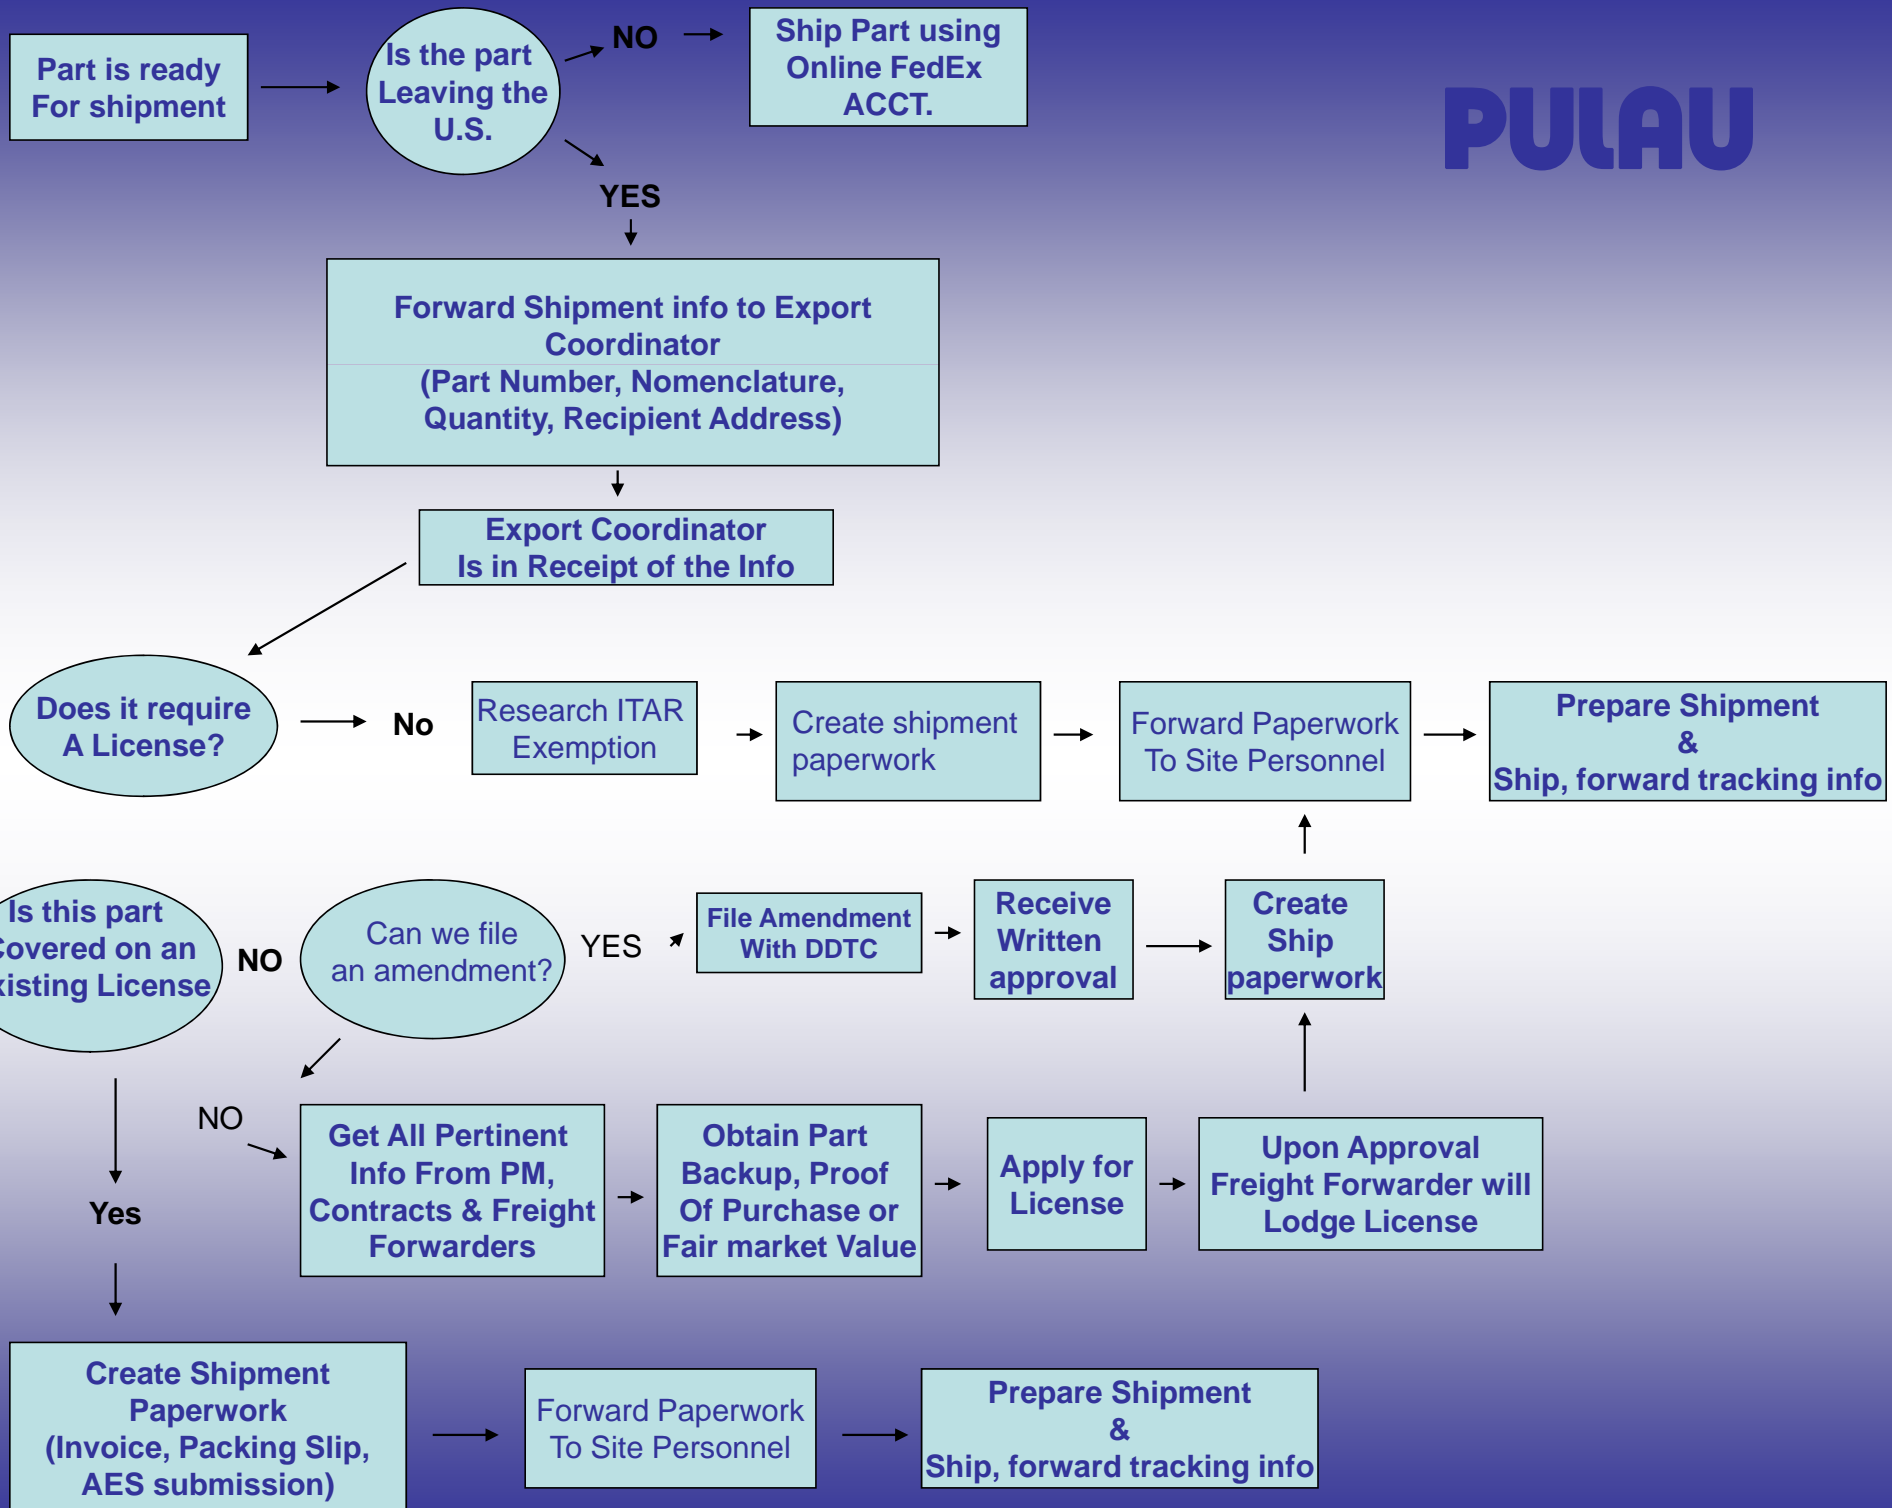 Part is ready
For shipment
Is the part
Leaving the
U.S.
NO
Ship Part using
Online FedEx
ACCT.
PULAU
YES
Forward Shipment info to Export
Coordinator
(Part Number, Nomenclature,
Quantity, Recipient Address)
Export Coordinator
Is in Receipt of the Info
Does it require
A License?
No
Research ITAR
Exemption
Create shipment
paperwork
Forward Paperwork
To Site Personnel
Prepare Shipment
&
Ship, forward tracking info
Is this part
Covered on an
xisting License
NO
Can we file
an amendment?
YES
File Amendment
With DDTC
Receive
Written
approval
Create
Ship
paperwork
Yes
NO
Get All Pertinent
Info From PM,
Contracts & Freight
Forwarders
Obtain Part
Backup, Proof
Of Purchase or
Fair market Value
Apply for
License
Upon Approval
Freight Forwarder will
Lodge License
Create Shipment
Paperwork
(Invoice, Packing Slip,
AES submission)
Forward Paperwork
To Site Personnel
Prepare Shipment
&
Ship, forward tracking info